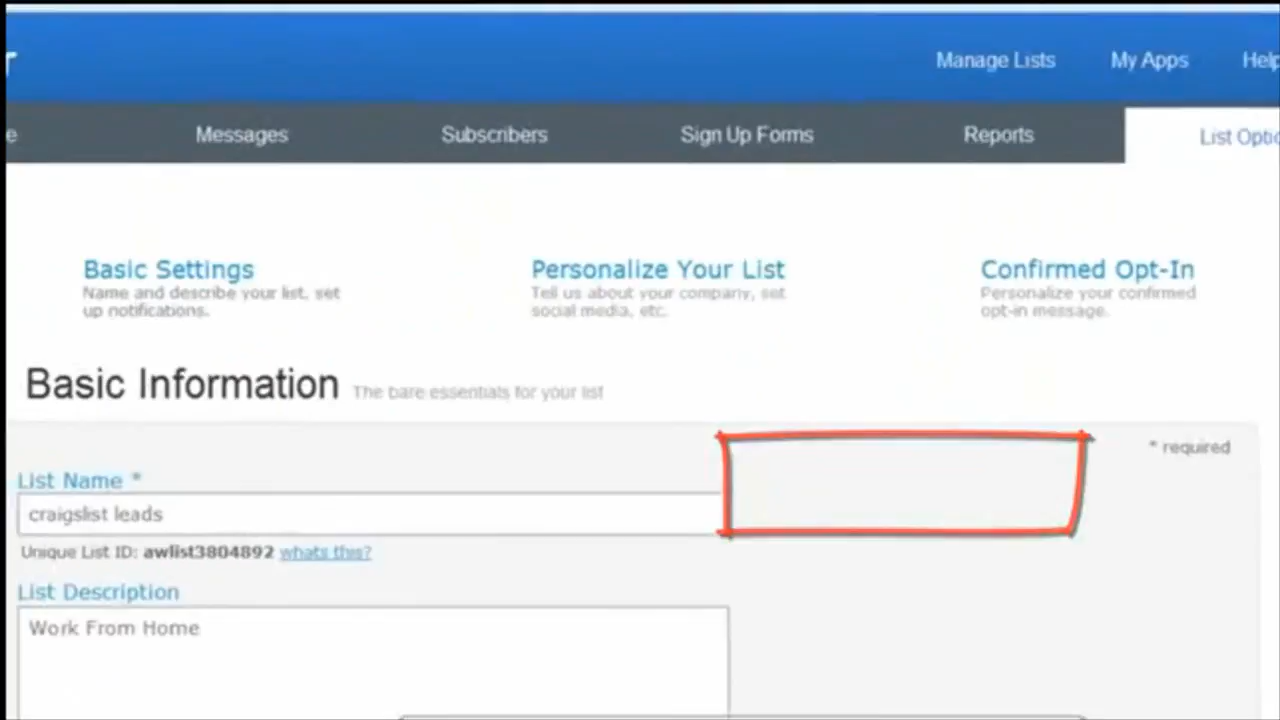 r
Manage Lists My Apps Help
e Messages Subscribers Sign Up Forms Reports List Optio
Basic Settings Personalize Your List Confirmed Opt-In
Name and describe your list, set Tell us about your company, set Personalize your confirmed
up notifications. social media, etc. opt-in message.
Basic Information The bare essentials for your list
* required
List Name *
craigslist leads
Unique List ID: awlist3804892 whats this?
List Description
Work From Home